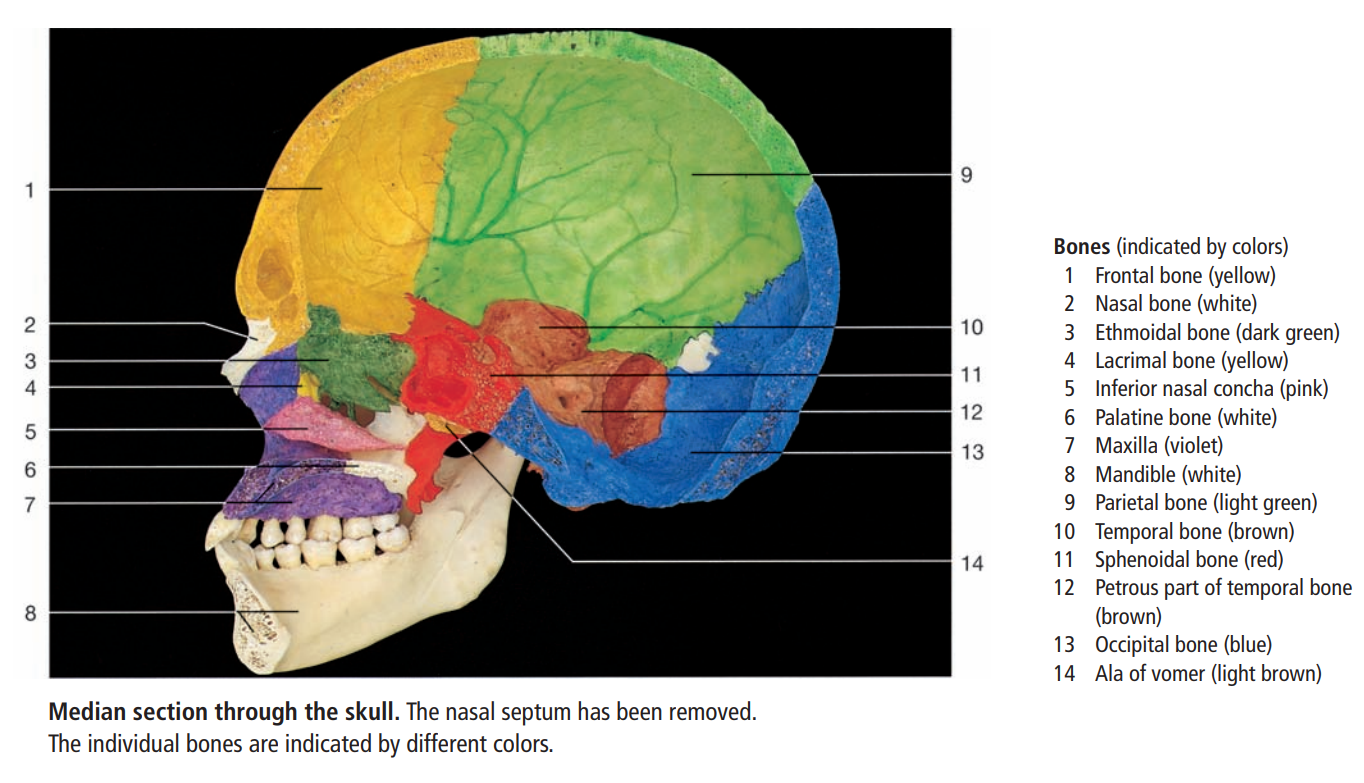 1
2
3
4
5
6
7
8
9
10
11
12
13
14
Bones (indicated by colors)
1 Frontal bone (yellow)
2 Nasal bone (white)
3 Ethmoidal bone (dark green)
4 Lacrimal bone (yellow)
5 Inferior nasal concha (pink)
6 Palatine bone (white)
7 Maxilla (violet)
8 Mandible (white)
9 Parietal bone (light green)
10 Temporal bone (brown)
11 Sphenoidal bone (red)
12 Petrous part of temporal bone
(brown)
13 Occipital bone (blue)
14 Ala of vomer (light brown)
Median section through the skull. The nasal septum has been removed.
The individual bones are indicated by different colors.